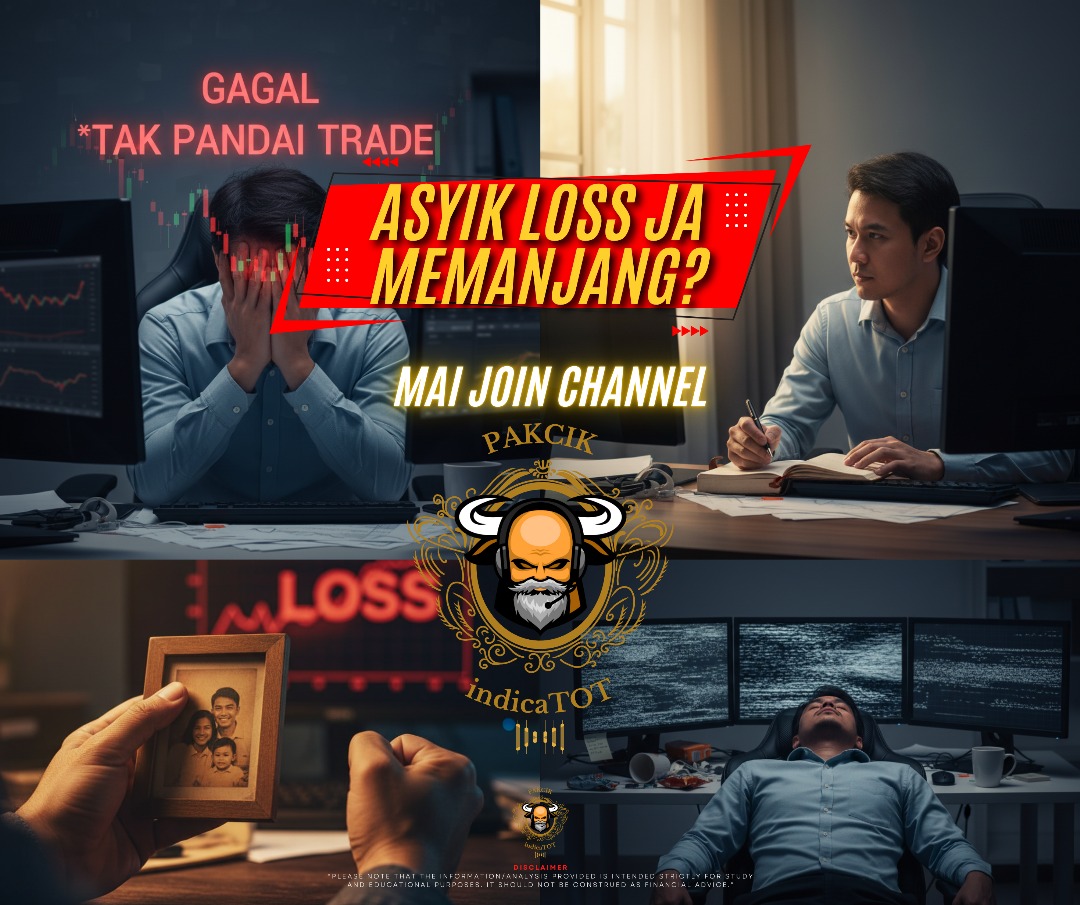 GAGAL
*TAK PANDAI TRADE
ASYIK LOSS JA
MEMANJANG?
MAI JOIN CHANNEL
PAKCIK
LOSS
indicaTOT
PAKCIK
indicaTOT
DISCLAIMER
"PLEASE NOTE THAT THE INFORMATION/ANALYSIS PROVIDED IS INTENDED STRICTLY FOR STUDY
AND EDUCATIONAL PURPOSES. IT SHOULD NOT BE CONSTRUED AS FINANCIAL ADVICE."